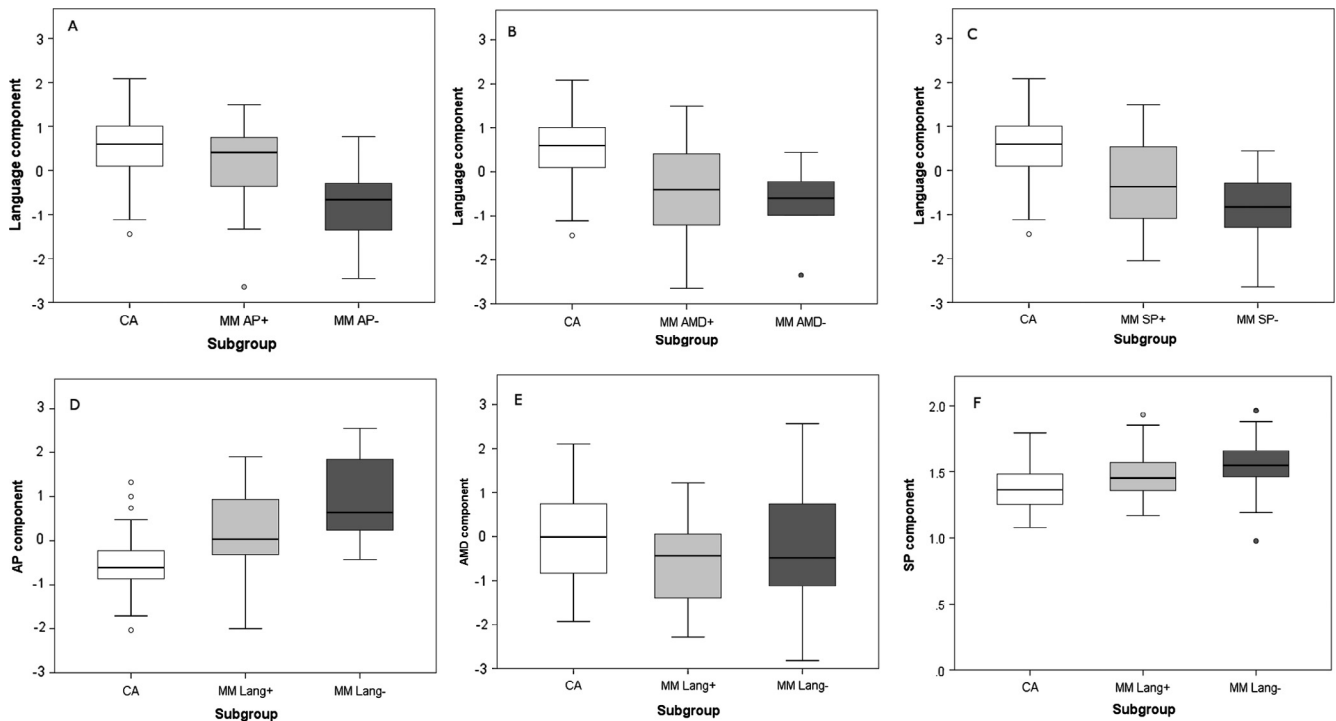 A
Language component
3
2
1
0
-1
-2
-3
CA
MM AP+
MM AP-
Subgroup
B
Language component
3
2
1
0
-1
-2
-3
CA
MM AMD+
MM AMD-
Subgroup
C
Language component
3
2
1
0
-1
-2
-3
CA
MM SP+
MM SP-
Subgroup
D
AP component
3
2
1
0
-1
-2
-3
CA
MM Lang+
MM Lang-
Subgroup
E
AMD component
3
2
1
0
-1
-2
-3
CA
MM Lang+
MM Lang-
Subgroup
F
SP component
2.0
1.5
1.0
.5
.0
CA
MM Lang+
MM Lang-
Subgroup